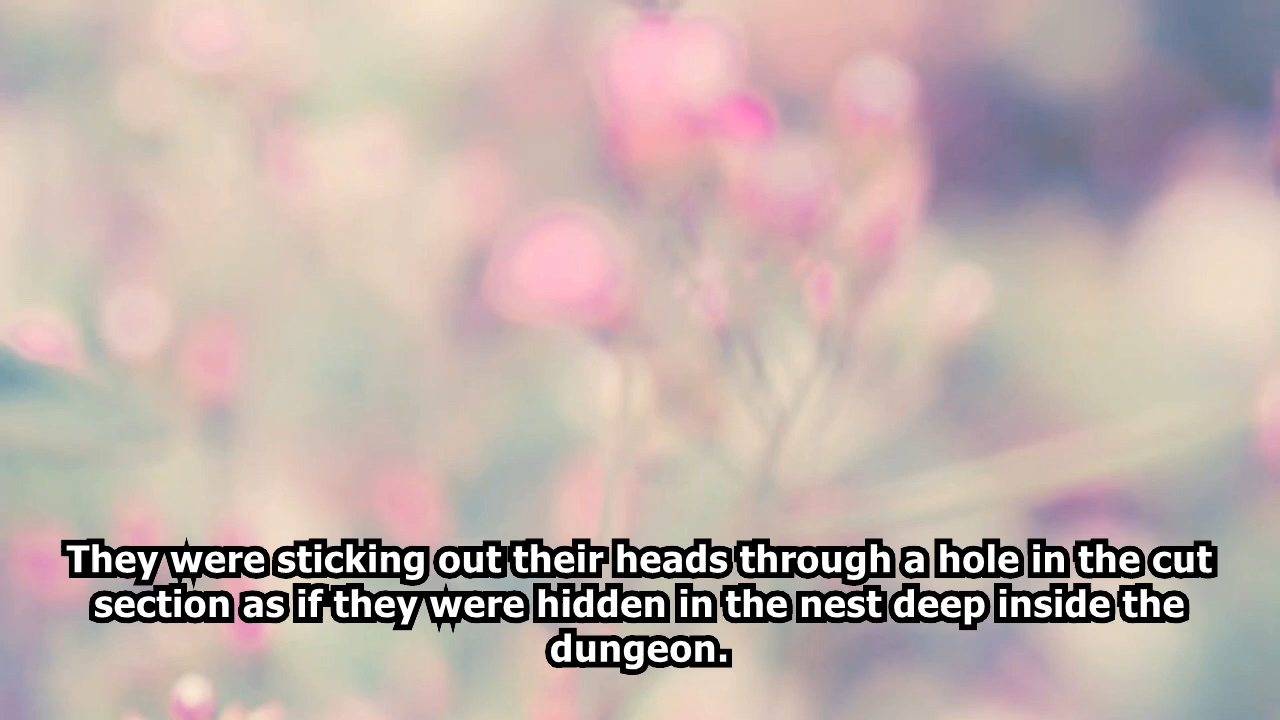 They were sticking out their heads through a hole in the cut
section as if they were hidden in the nest deep inside the
dungeon.